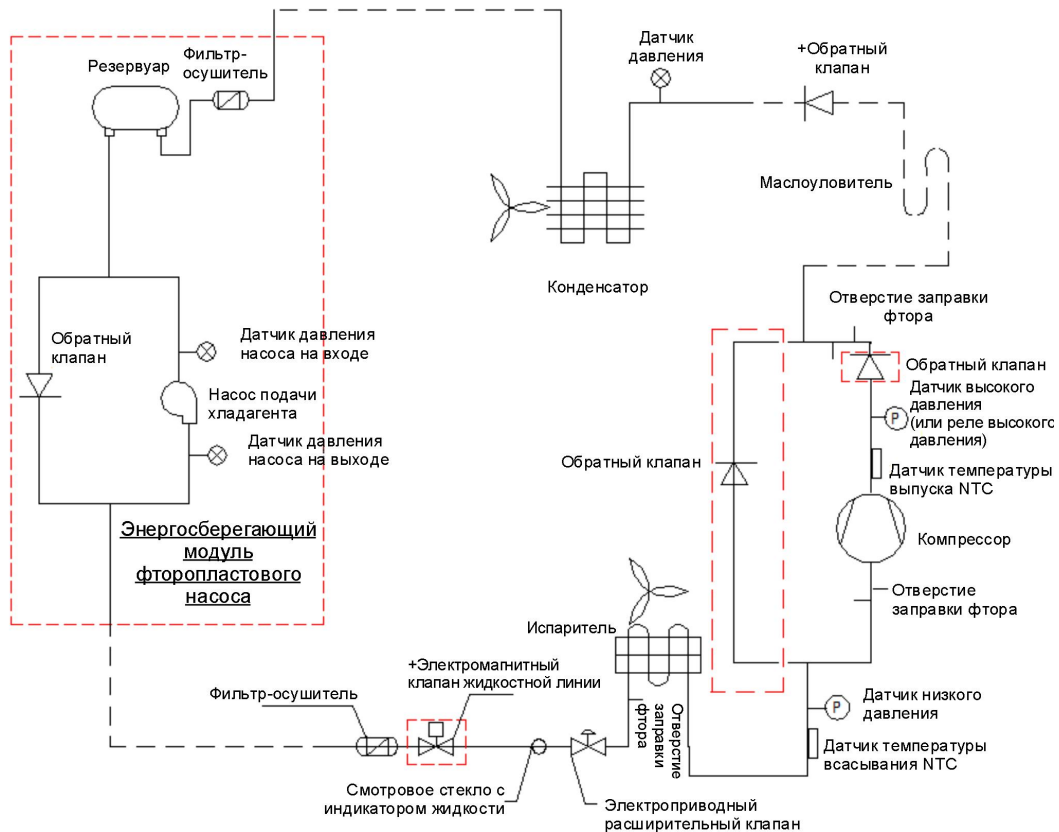 Резервуар
Фильтр-
осушитель
Датчик
давления
+Обратный
клапан
Маслоуловитель
Конденсатор
Отверстие заправки
фтора
Обратный
клапан
Датчик давления
насоса на входе
Насос подачи
хладагента
Датчик давления
насоса на выходе
Энергосберегающий
модуль
фторопластового
насоса
Обратный клапан
Обратный клапан
Датчик высокого
давления
(или реле высокого
давления)
P
Датчик температуры
выпуска NTC
Компрессор
Отверстие
заправки фтора
Испаритель
+Электромагнитный
клапан жидкостной линии
Фильтр-осушитель
Отверстие
заправки
фтора
P
Датчик низкого
давления
Датчик температуры
всасывания NTC
Смотровое стекло с
индикатором жидкости
Электроприводный
расширительный клапан